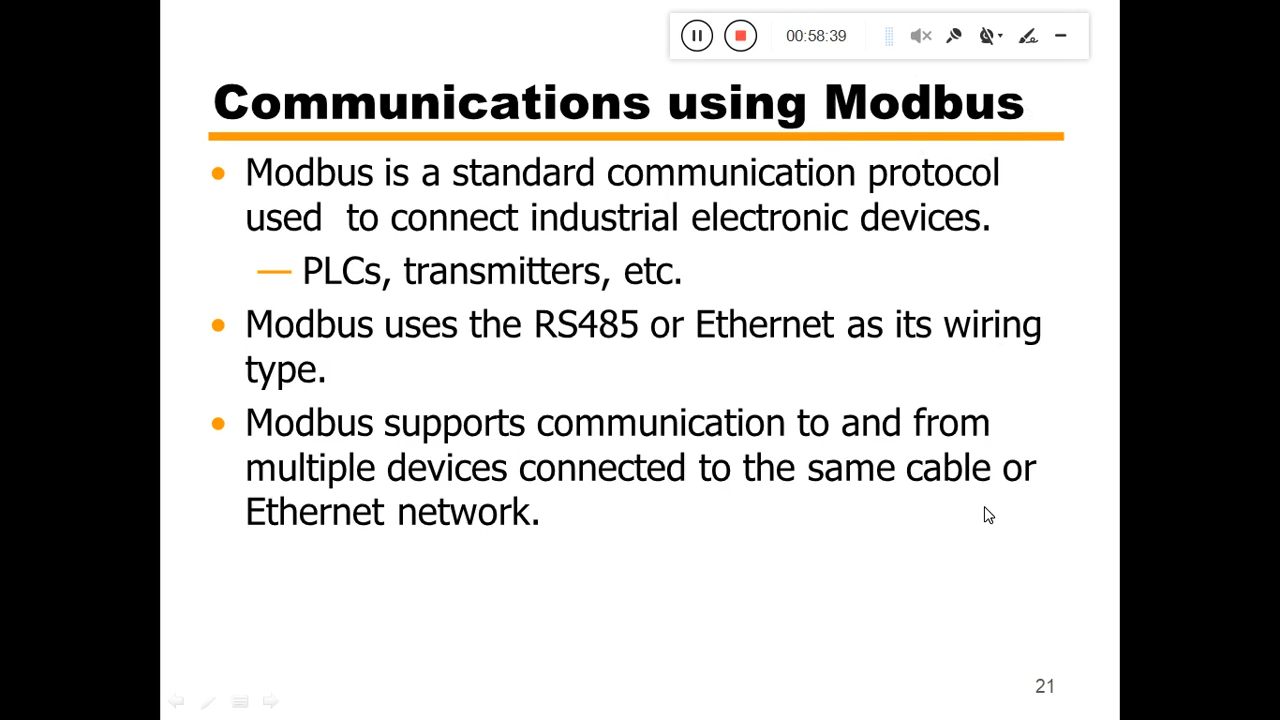 00:58:39
Communications using Modbus
• Modbus is a standard communication protocol
used  to connect industrial electronic devices.
— PLCs, transmitters, etc.
• Modbus uses the RS485 or Ethernet as its wiring
type.
• Modbus supports communication to and from
multiple devices connected to the same cable or
Ethernet network.
21